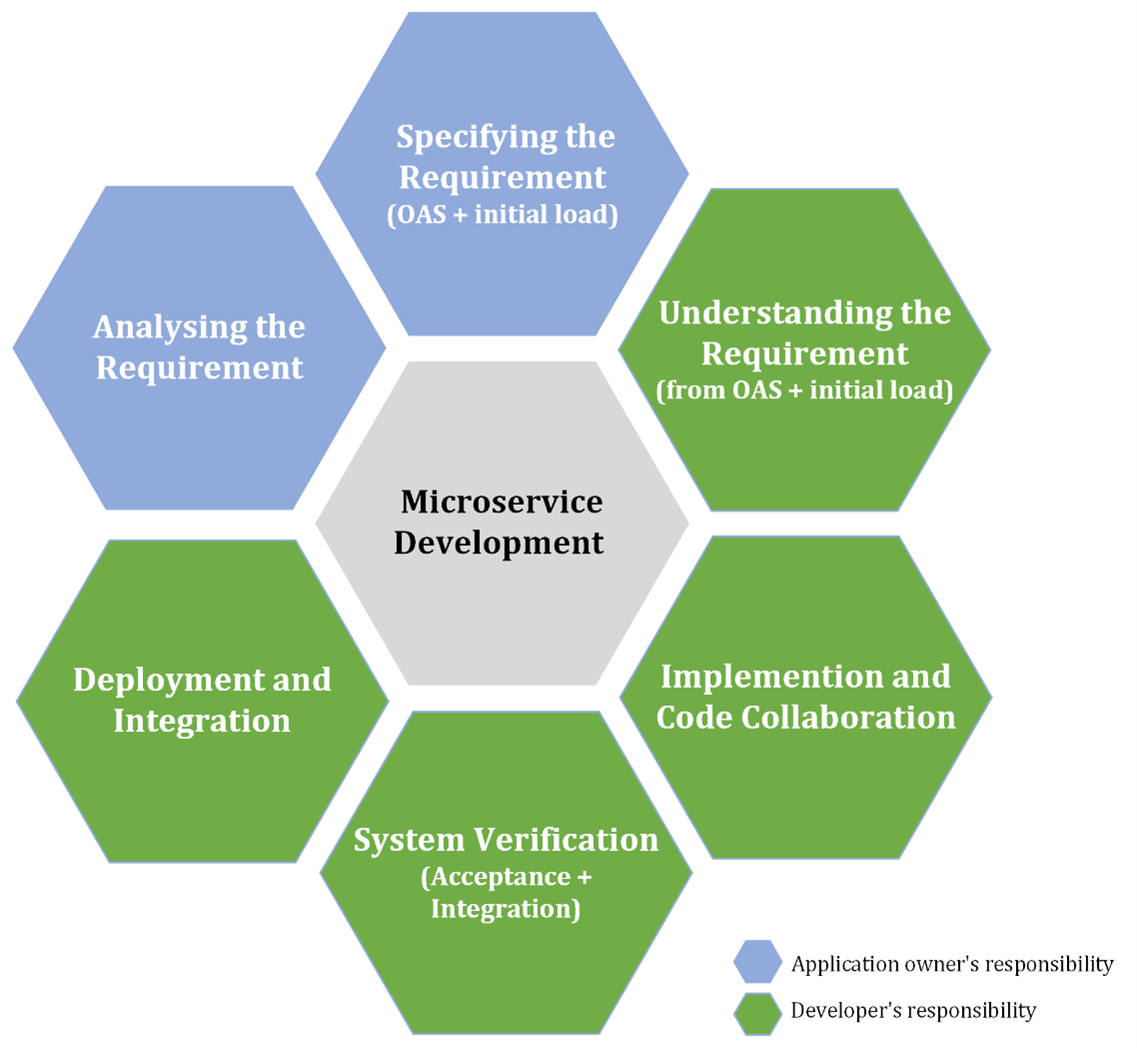 Specifying the
Requirement
(OAS + initial load)
Analysing the
Requirement
Understanding the
Requirement
(from OAS + initial load)
Microservice
Development
Deployment and
Integration
Implemention and
Code Collaboration
System Verification
(Acceptance +
Integration)
Application owner's responsibility
Developer's responsibility